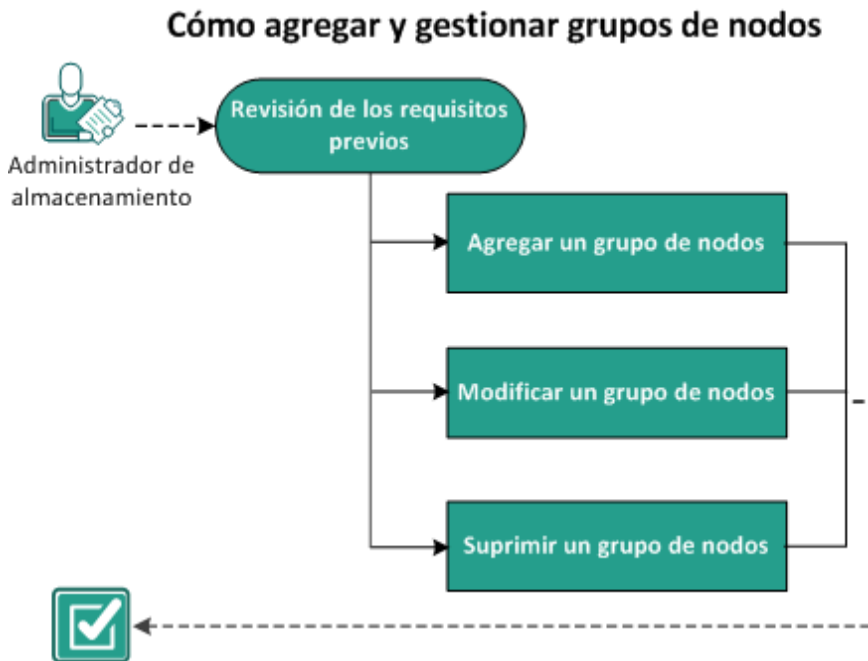 Cómo agregar y gestionar grupos de nodos
Revisión de los requisitos
previos
Administrador de
almacenamiento
Agregar un grupo de nodos
Modificar un grupo de nodos
Suprimir un grupo de nodos